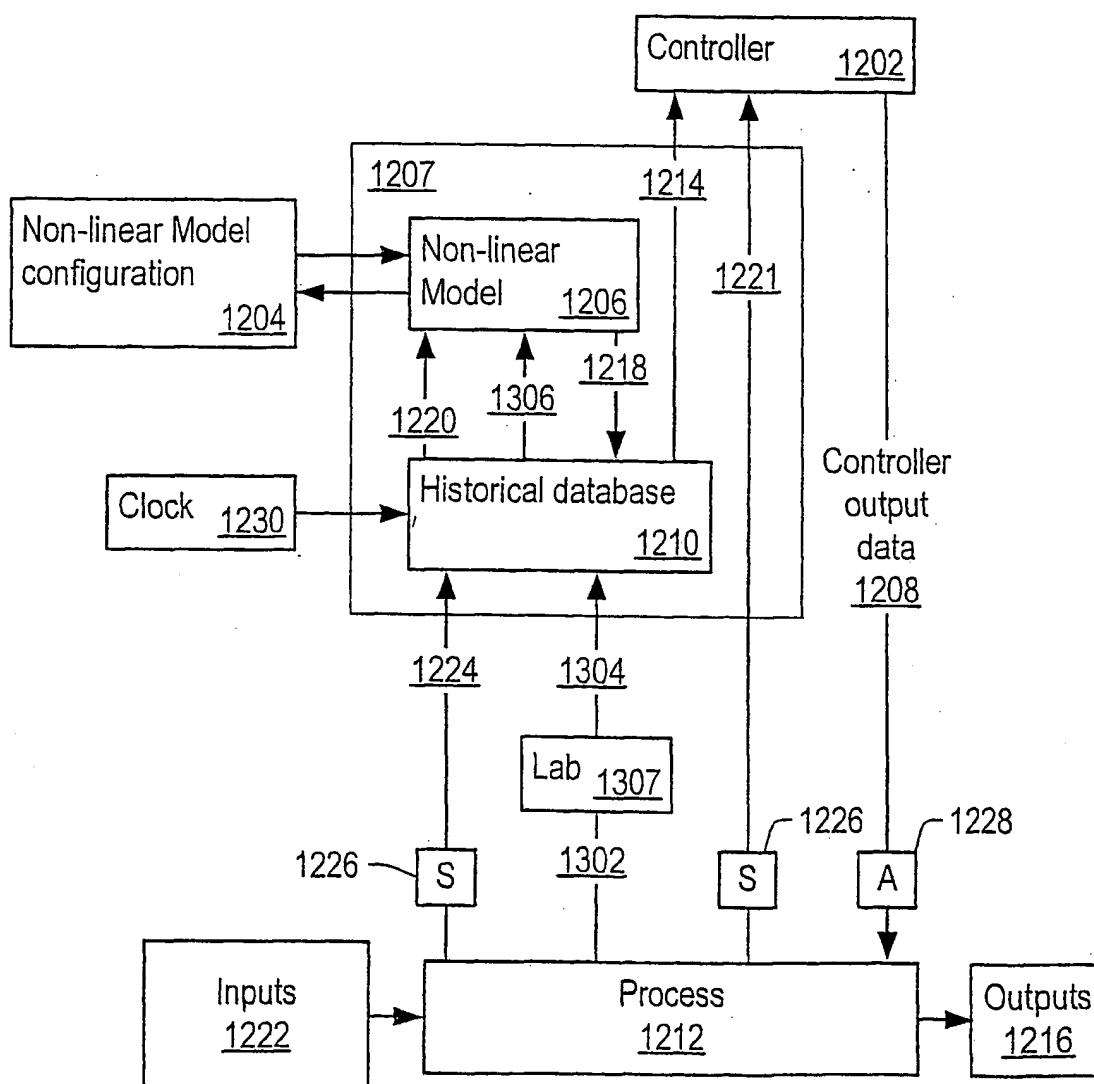 Controller
1202
1207
1214
Non-linear Model
configuration
1204
Non-linear
Model
1206
1221
1220
1306
1218
Clock
1230
Historical database
1210
Controller
output
data
1208
1224
1304
Lab
1307
1226
S
1302
S
1226
A
1228
Inputs
1222
Process
1212
Outputs
1216